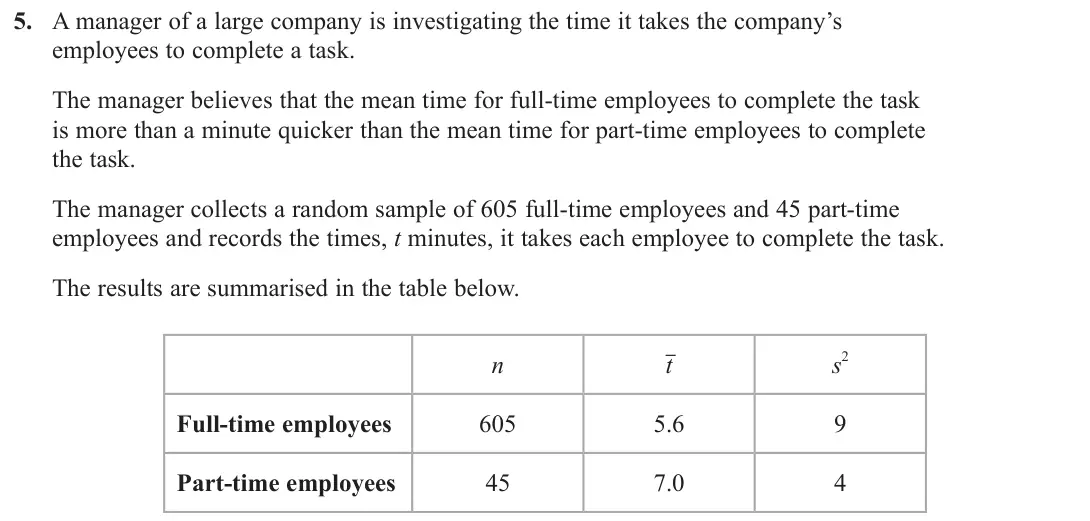 5. A manager of a large company is investigating the time it takes the company’s
employees to complete a task.
The manager believes that the mean time for full-time employees to complete the task
is more than a minute quicker than the mean time for part-time employees to complete
the task.
The manager collects a random sample of 605 full-time employees and 45 part-time
employees and records the times, t minutes, it takes each employee to complete the task.
The results are summarised in the table below.
n t̅ s²
Full-time employees 605 5.6 9
Part-time employees 45 7.0 4